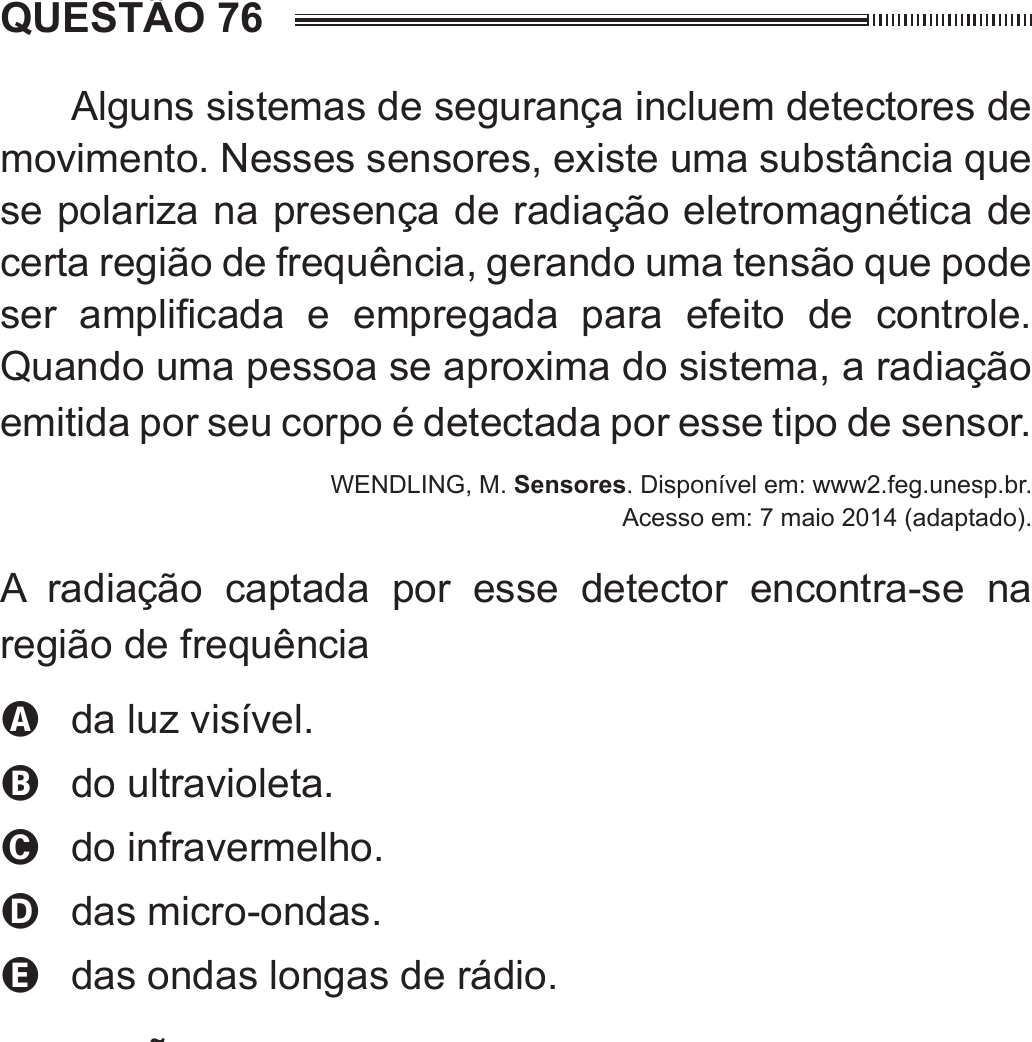 QUESTÃO 76
Alguns sistemas de segurança incluem detectores de
movimento. Nesses sensores, existe uma substância que
se polariza na presença de radiação eletromagnética de
certa região de frequência, gerando uma tensão que pode
ser amplificada e empregada para efeito de controle.
Quando uma pessoa se aproxima do sistema, a radiação
emitida por seu corpo é detectada por esse tipo de sensor.
WENDLING, M. Sensores. Disponível em: www2.feg.unesp.br.
Acesso em: 7 maio 2014 (adaptado).
A radiação captada por esse detector encontra-se na
região de frequência
A da luz visível.
B do ultravioleta.
C do infravermelho.
D das micro-ondas.
E das ondas longas de rádio.